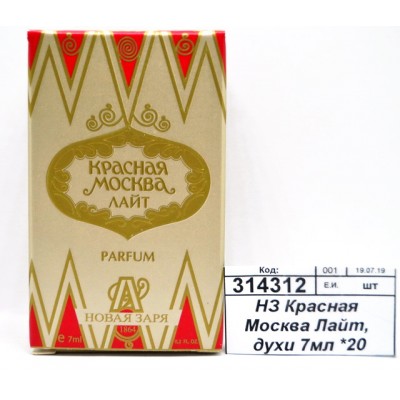 КРАСНАЯ
МОСКВА
ЛАЙТ
PARFUM
НОВАЯ ЗАРЯ
1864
e 7ml
Код:
001
19.07.19
314312
Е.И.
шт
НЗ Красная
Москва Лайт,
духи 7мл *20